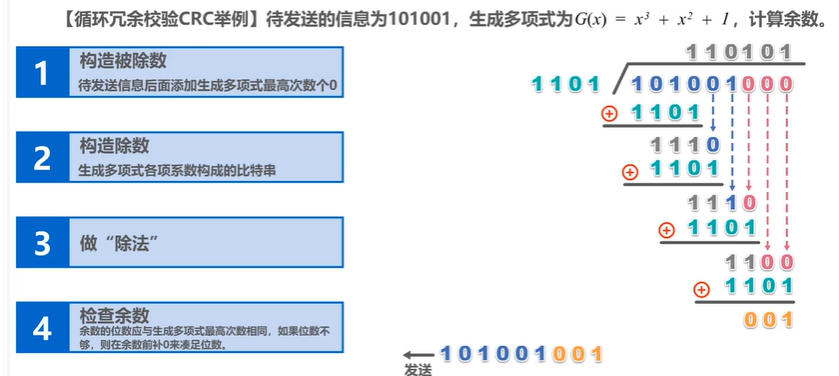 【循环冗余校验CRC举例】待发送的信息为101001，生成多项式为G(x) = x³ + x² + 1，计算余数。
1
构造被除数
待发送信息后面添加生成多项式最高次数个0
2
构造除数
生成多项式各项系数构成的比特串
3
做“除法”
4
检查余数
余数的位数应与生成多项式最高次数相同，如果位数不
够，则在余数前补0来凑足位数。
110101
1101 101001000
⊕ 1101
1110
⊕ 1101
1110
⊕ 1101
1100
⊕ 1101
001
101001001
发送